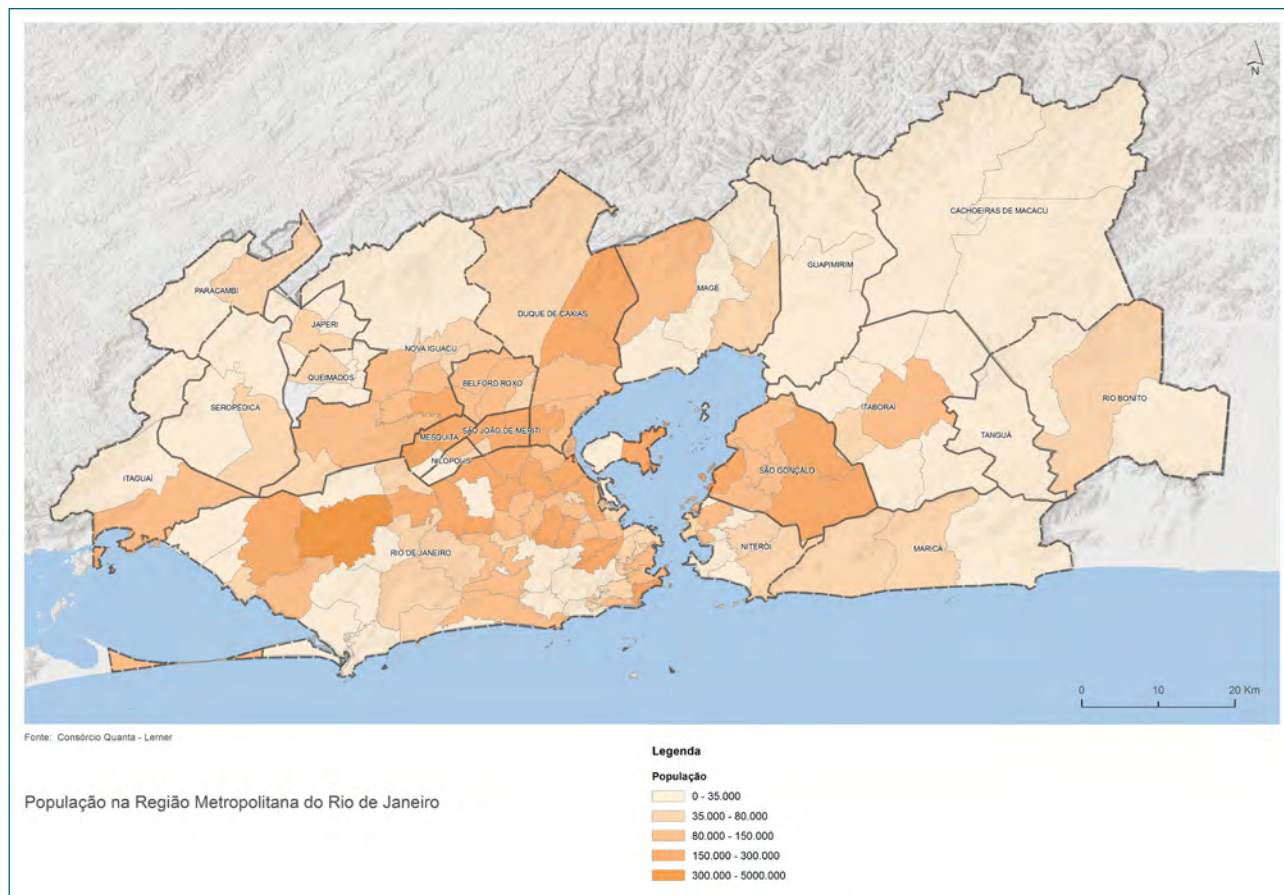 N
CACHOEIRAS DE MACACU
GUAPIMIRIM
MAGÉ
PARACAMBI
DUQUE DE CAXIAS
JAPERI
NOVA IGUAÇU
QUEIMADOS
BELFORD ROXO
SEROPÉDICA
RIO BONITO
ITABORAÍ
SÃO JOÃO DE MERITI
MESQUITA
TANGUÁ
NILÓPOLIS
SÃO GONÇALO
ITAGUAÍ
RIO DE JANEIRO
NITERÓI
MARICÁ
0 10 20 Km
Fonte: Consórcio Quanta - Lerner
População na Região Metropolitana do Rio de Janeiro
Legenda
População
0 - 35.000
35.000 - 80.000
80.000 - 150.000
150.000 - 300.000
300.000 - 5000.000